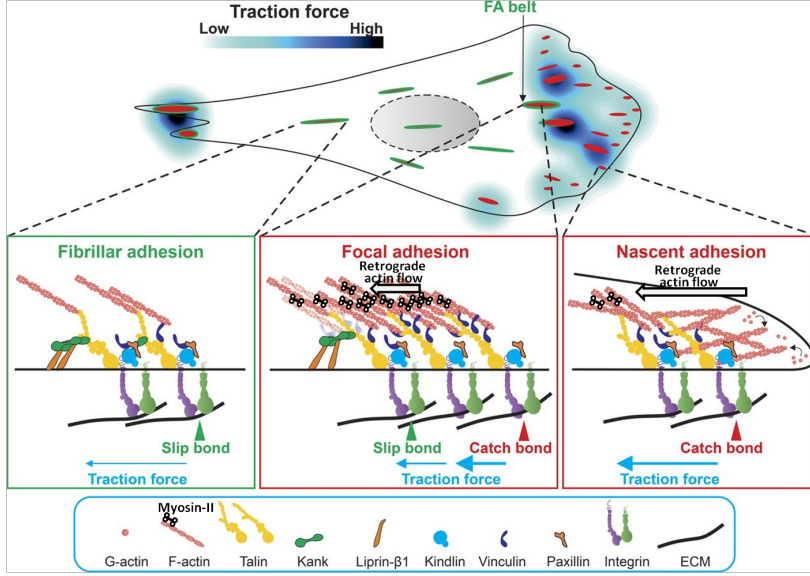 Traction force
Low High
FA belt
Fibrillar adhesion
Slip bond
Traction force
Focal adhesion
Retrograde
actin flow
Slip bond Catch bond
Traction force
Nascent adhesion
Retrograde
actin flow
Catch bond
Traction force
Myosin-II
G-actin F-actin Talin Kank Liprin-β1 Kindlin Vinculin Paxillin Integrin ECM